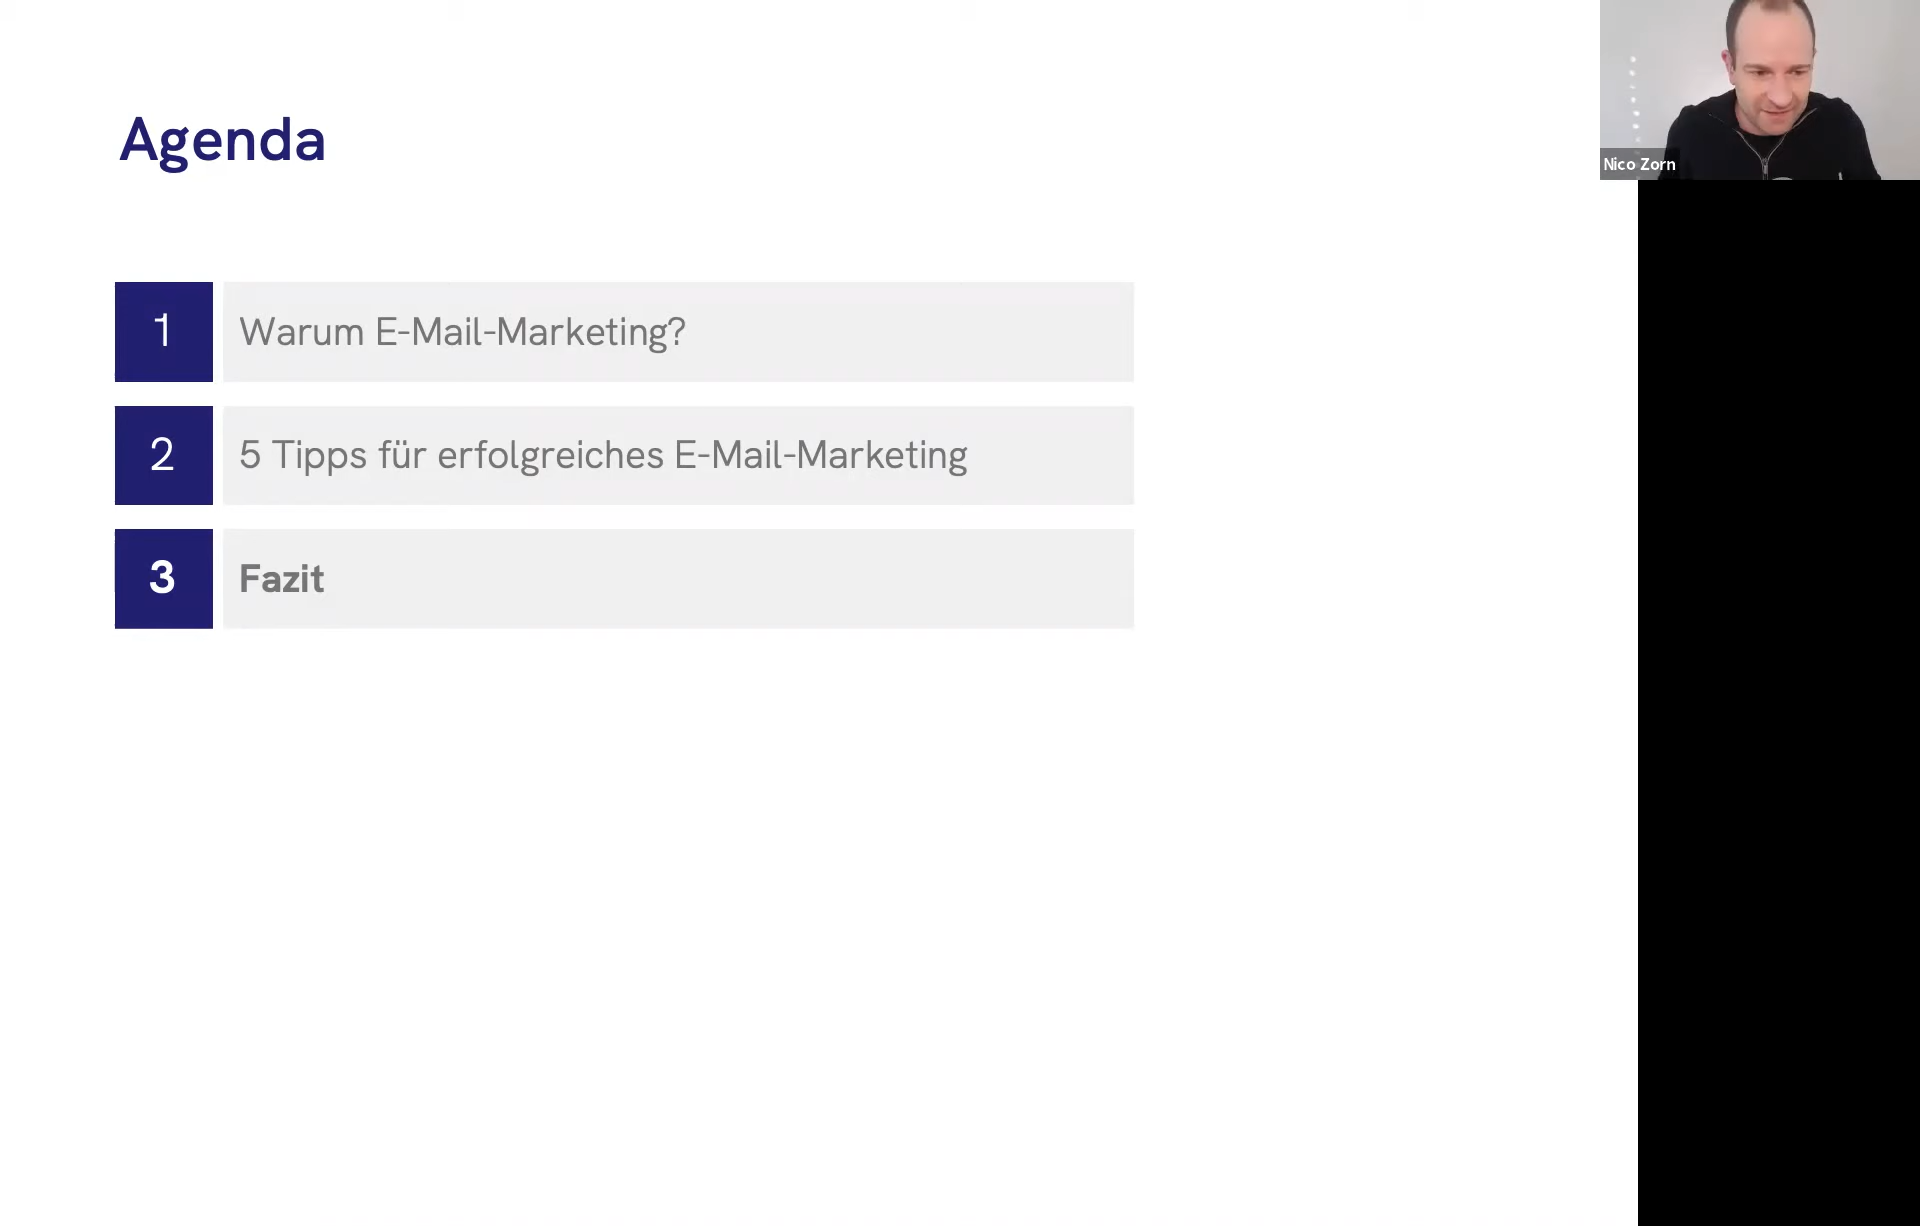 Agenda
Nico Zorn
1 Warum E-Mail-Marketing?
2 5 Tipps für erfolgreiches E-Mail-Marketing
3 Fazit